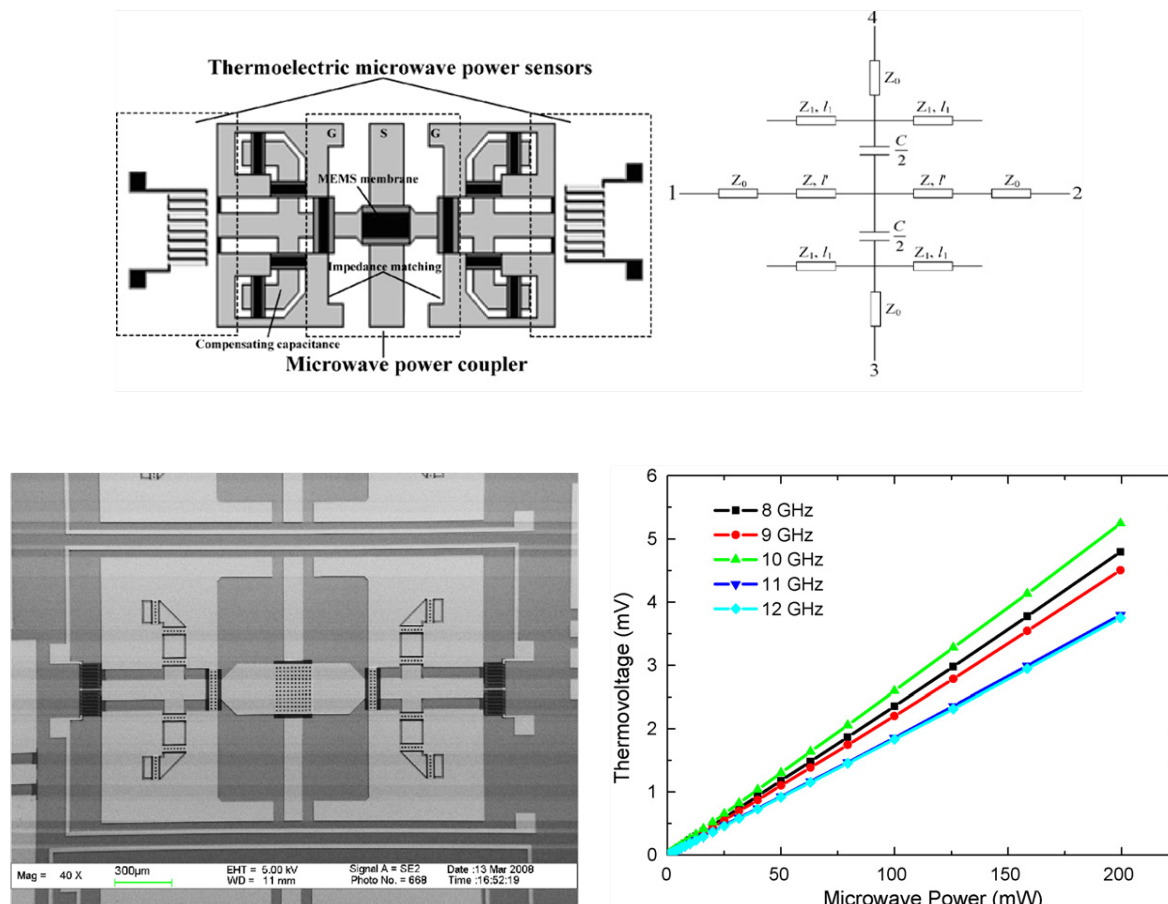 Thermoelectric microwave power sensors
G
S
G
MEMS membrane
Impedance matching
Compensating capacitance
Microwave power coupler
4
Z0
Z1, l1
Z1, l1
C
2
1
Z0
Z, l'
Z, l'
Z0
2
C
2
Z1, l1
Z1, l1
Z0
3
Mag = 40 X
300μm
EHT = 5.00 kV
WD = 11 mm
Signal A = SE2
Photo No. = 668
Date :13 Mar 2008
Time :16:52:19
6
5
4
3
2
1
0
Thermovoltage (mV)
8 GHz
9 GHz
10 GHz
11 GHz
12 GHz
0
50
100
150
200
Microwave Power (mW)